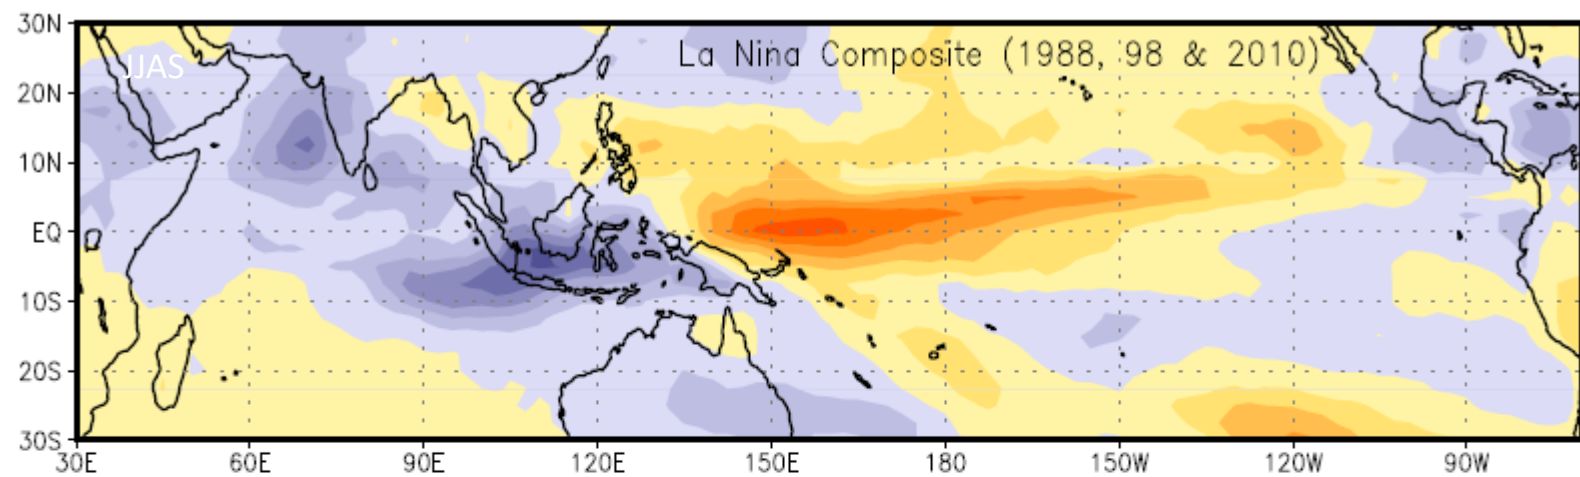 La Nina Composite (1988, 98 & 2010)
JJAS
30N
20N
10N
EQ
10S
20S
30S
30E 60E 90E 120E 150E 180 150W 120W 90W